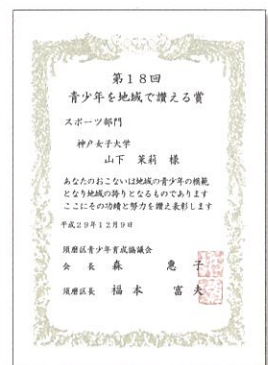 第18回
青少年を地域で讃える賞
スポーツ部門
神戸女子大学
山下 茉莉 様
あなたのおこないは地域の青少年の模範
となり地域の誇りとなるものであります
ここにその功績と努力を讃え表彰します
平成29年12月9日
須磨区青少年育成協議会
会長 森 惠子
須磨区長 福本 富夫